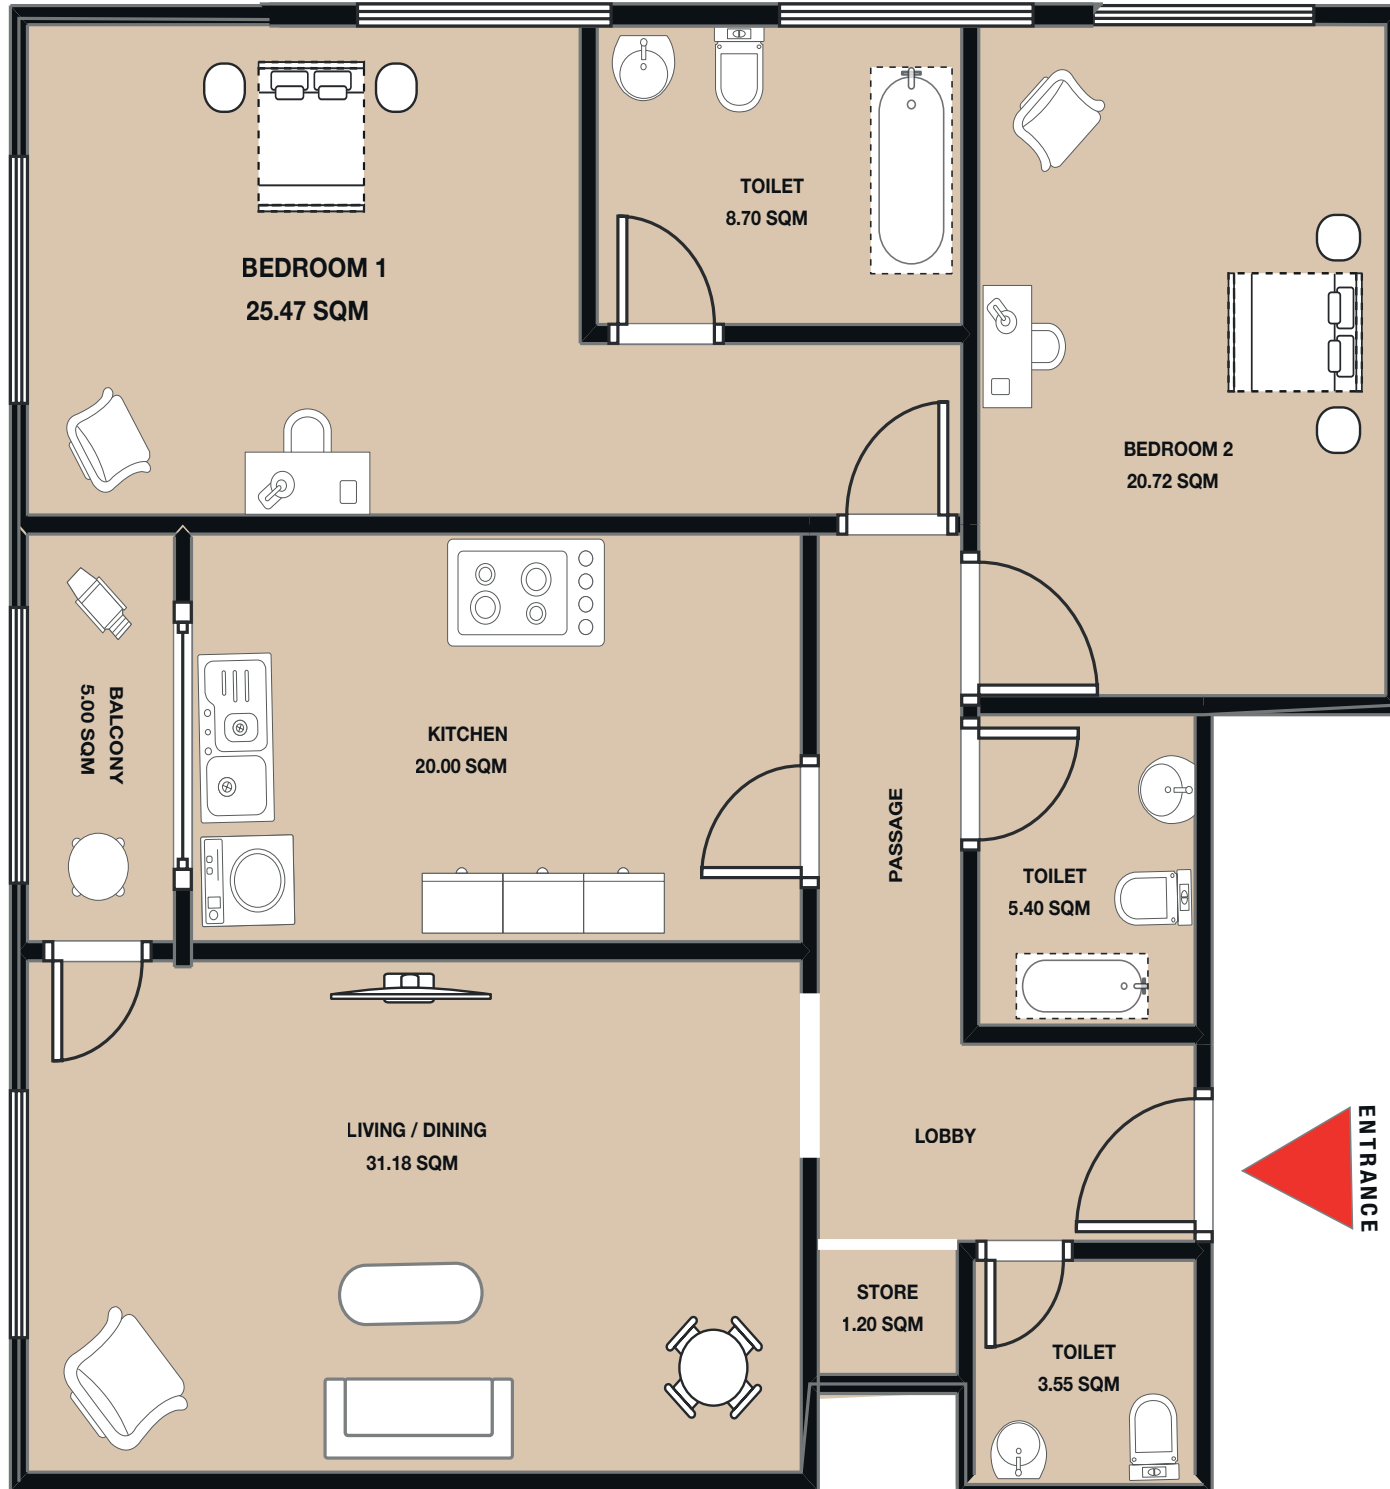 TOILET
8.70 SQM
BEDROOM 1
25.47 SQM
BEDROOM 2
20.72 SQM
BALCONY
5.00 SQM
KITCHEN
20.00 SQM
PASSAGE
TOILET
5.40 SQM
LIVING / DINING
31.18 SQM
LOBBY
ENTRANCE
STORE
1.20 SQM
TOILET
3.55 SQM